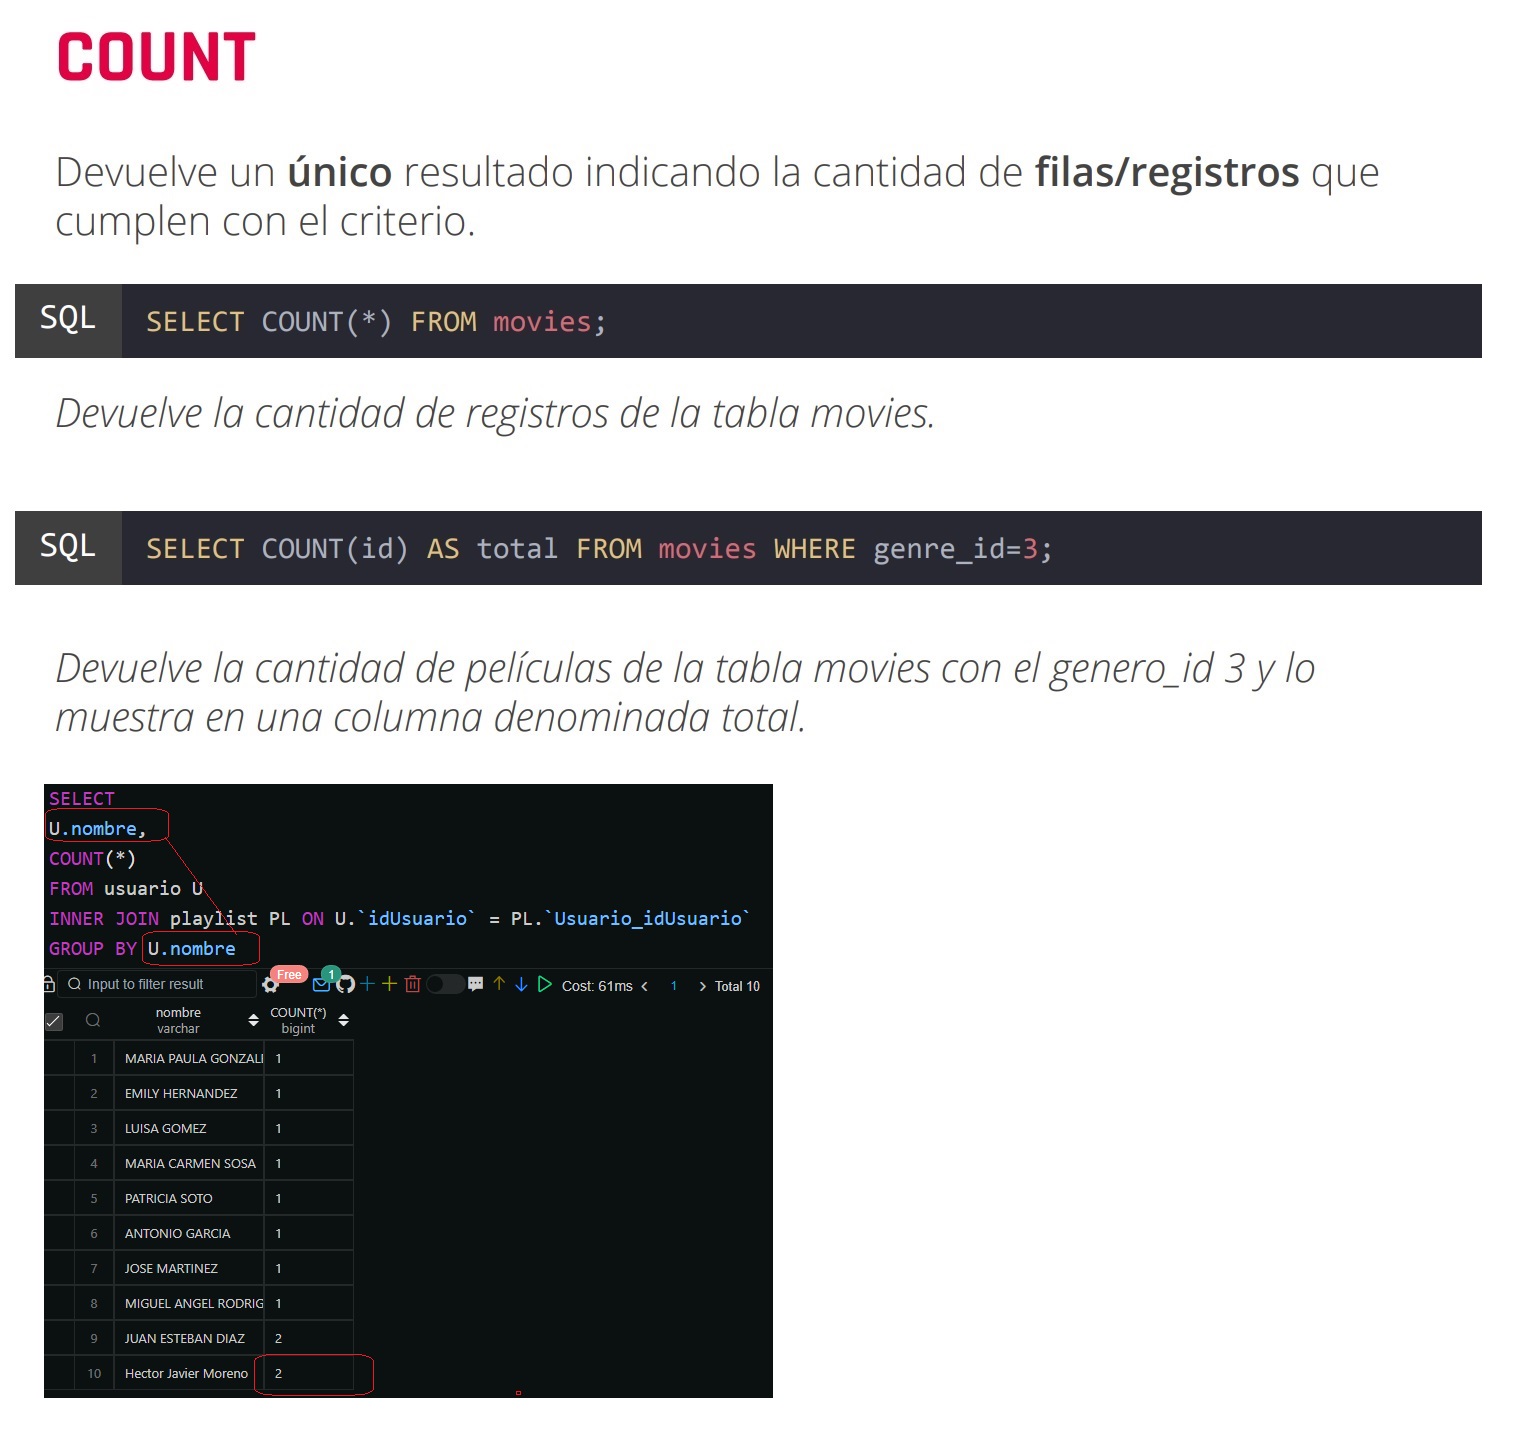 COUNT
Devuelve un único resultado indicando la cantidad de filas/registros que
cumplen con el criterio.
SQL SELECT COUNT(*) FROM movies;
Devuelve la cantidad de registros de la tabla movies.
SQL SELECT COUNT(id) AS total FROM movies WHERE genre_id=3;
Devuelve la cantidad de películas de la tabla movies con el genero_id 3 y lo
muestra en una columna denominada total.
SELECT
U.nombre,
COUNT(*)
FROM usuario U
INNER JOIN playlist PL ON U.`idUsuario` = PL.`Usuario_idUsuario`
GROUP BY U.nombre
Input to filter result Free 1 Cost: 61ms < 1 > Total 10
nombre COUNT(*)
varchar bigint
1 MARIA PAULA GONZALE 1
2 EMILY HERNANDEZ 1
3 LUISA GOMEZ 1
4 MARIA CARMEN SOSA 1
5 PATRICIA SOTO 1
6 ANTONIO GARCIA 1
7 JOSE MARTINEZ 1
8 MIGUEL ANGEL RODRIG 1
9 JUAN ESTEBAN DIAZ 2
10 Hector Javier Moreno 2